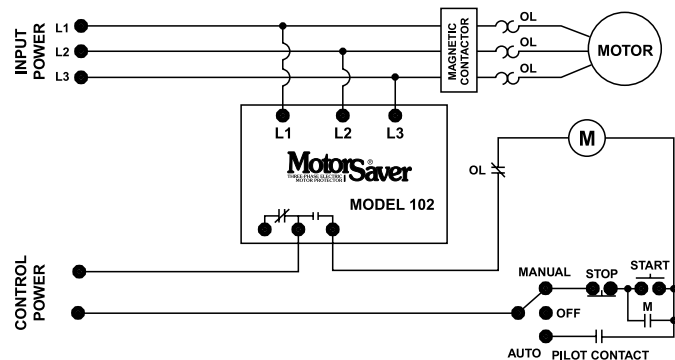 INPUT POWER
L1
L2
L3
MAGNETIC CONTACTOR
OL
OL
OL
MOTOR
L1 L2 L3
MotorSaver®
THREE-PHASE ELECTRIC
MOTOR PROTECTOR
MODEL 102
OL
M
CONTROL POWER
MANUAL
STOP
START
OFF
M
AUTO
PILOT CONTACT